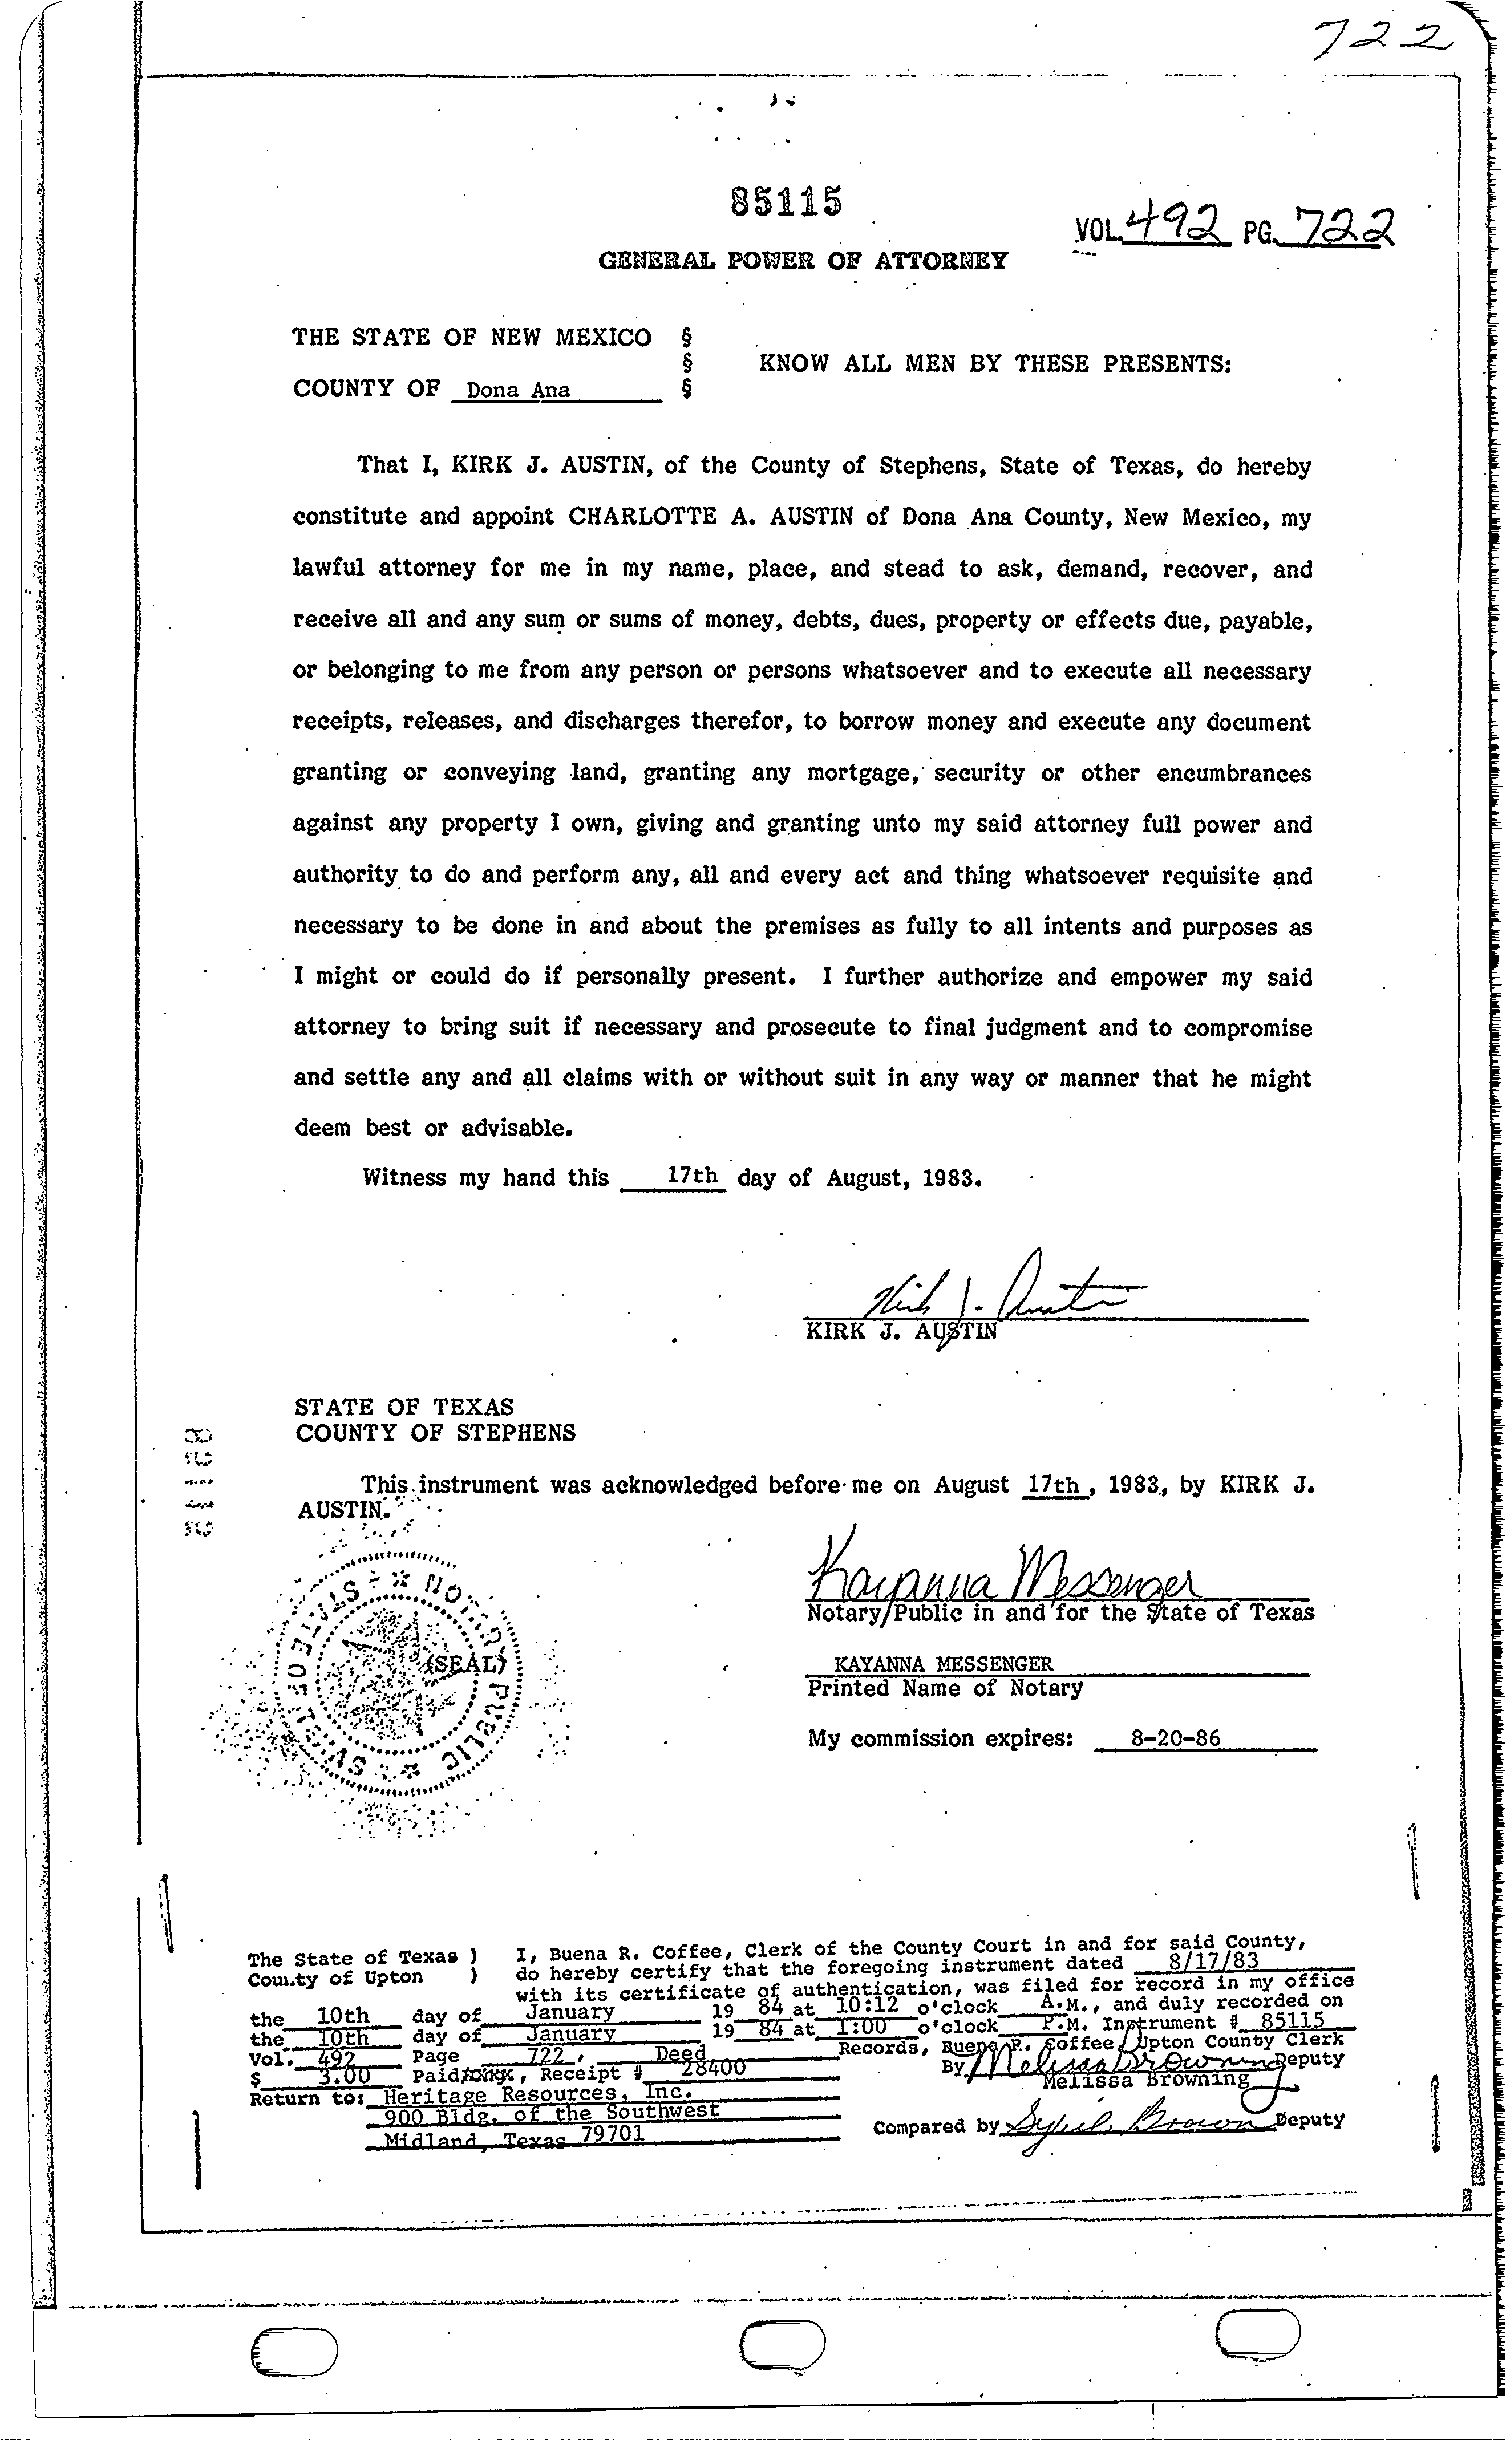 722
85115
VOL. 492 PG. 722
GENERAL POWER OF ATTORNEY
THE STATE OF NEW MEXICO §
§ KNOW ALL MEN BY THESE PRESENTS:
COUNTY OF Dona Ana §
That I, KIRK J. AUSTIN, of the County of Stephens, State of Texas, do hereby
constitute and appoint CHARLOTTE A. AUSTIN of Dona Ana County, New Mexico, my
lawful attorney for me in my name, place, and stead to ask, demand, recover, and
receive all and any sum or sums of money, debts, dues, property or effects due, payable,
or belonging to me from any person or persons whatsoever and to execute all necessary
receipts, releases, and discharges therefor, to borrow money and execute any document
granting or conveying land, granting any mortgage, security or other encumbrances
against any property I own, giving and granting unto my said attorney full power and
authority to do and perform any, all and every act and thing whatsoever requisite and
necessary to be done in and about the premises as fully to all intents and purposes as
I might or could do if personally present. I further authorize and empower my said
attorney to bring suit if necessary and prosecute to final judgment and to compromise
and settle any and all claims with or without suit in any way or manner that he might
deem best or advisable.
Witness my hand this 17th day of August, 1983.
Kirk J. Austin
KIRK J. AUSTIN
STATE OF TEXAS
COUNTY OF STEPHENS
85115
This instrument was acknowledged before me on August 17th, 1983, by KIRK J.
AUSTIN.
Kayanna Messenger
Notary Public in and for the State of Texas
NOTARY PUBLIC STATE OF TEXAS
(SEAL)
KAYANNA MESSENGER
Printed Name of Notary
My commission expires: 8-20-86
The State of Texas ) I, Buena R. Coffee, Clerk of the County Court in and for said County,
County of Upton ) do hereby certify that the foregoing instrument dated 8/17/83
with its certificate of authentication, was filed for record in my office
the 10th day of January 19 84 at 10:12 o'clock A.M., and duly recorded on
the 10th day of January 19 84 at 1:00 o'clock P.M. Instrument # 85115
Vol. 492 Page 722, Deed Records, Buena R. Coffee, Upton County Clerk
$ 3.00 Paid, Receipt # 28400 By Melissa Browning Deputy
Melissa Browning
Return to: Heritage Resources, Inc.
900 Bldg. of the Southwest
Midland, Texas 79701
Compared by Sybil Brown Deputy